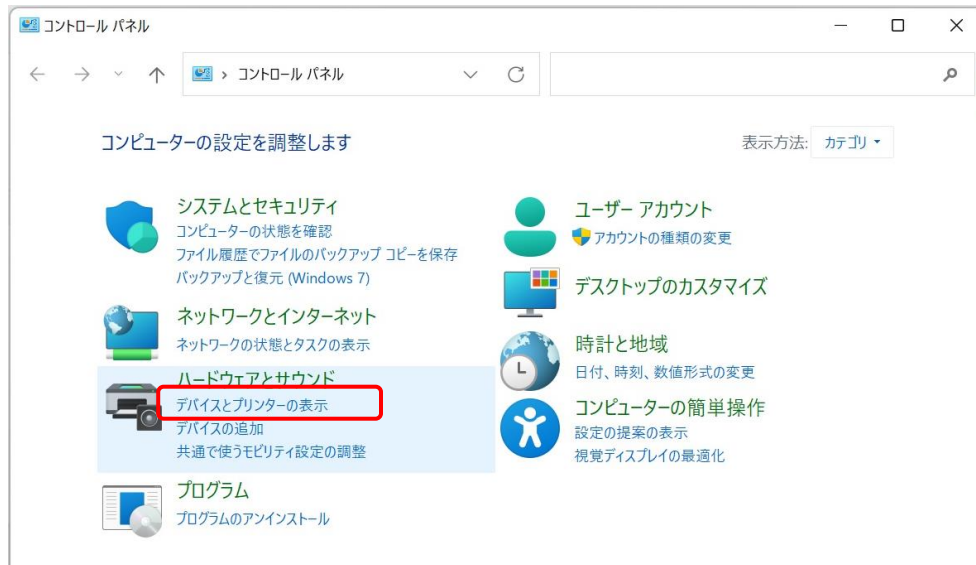 コントロール パネル
コントロール パネル
コンピューターの設定を調整します
表示方法: カテゴリ
システムとセキュリティ
コンピューターの状態を確認
ファイル履歴でファイルのバックアップ コピーを保存
バックアップと復元 (Windows 7)
ネットワークとインターネット
ネットワークの状態とタスクの表示
ハードウェアとサウンド
デバイスとプリンターの表示
デバイスの追加
共通で使うモビリティ設定の調整
プログラム
プログラムのアンインストール
ユーザー アカウント
アカウントの種類の変更
デスクトップのカスタマイズ
時計と地域
日付、時刻、数値形式の変更
コンピューターの簡単操作
設定の提案の表示
視覚ディスプレイの最適化